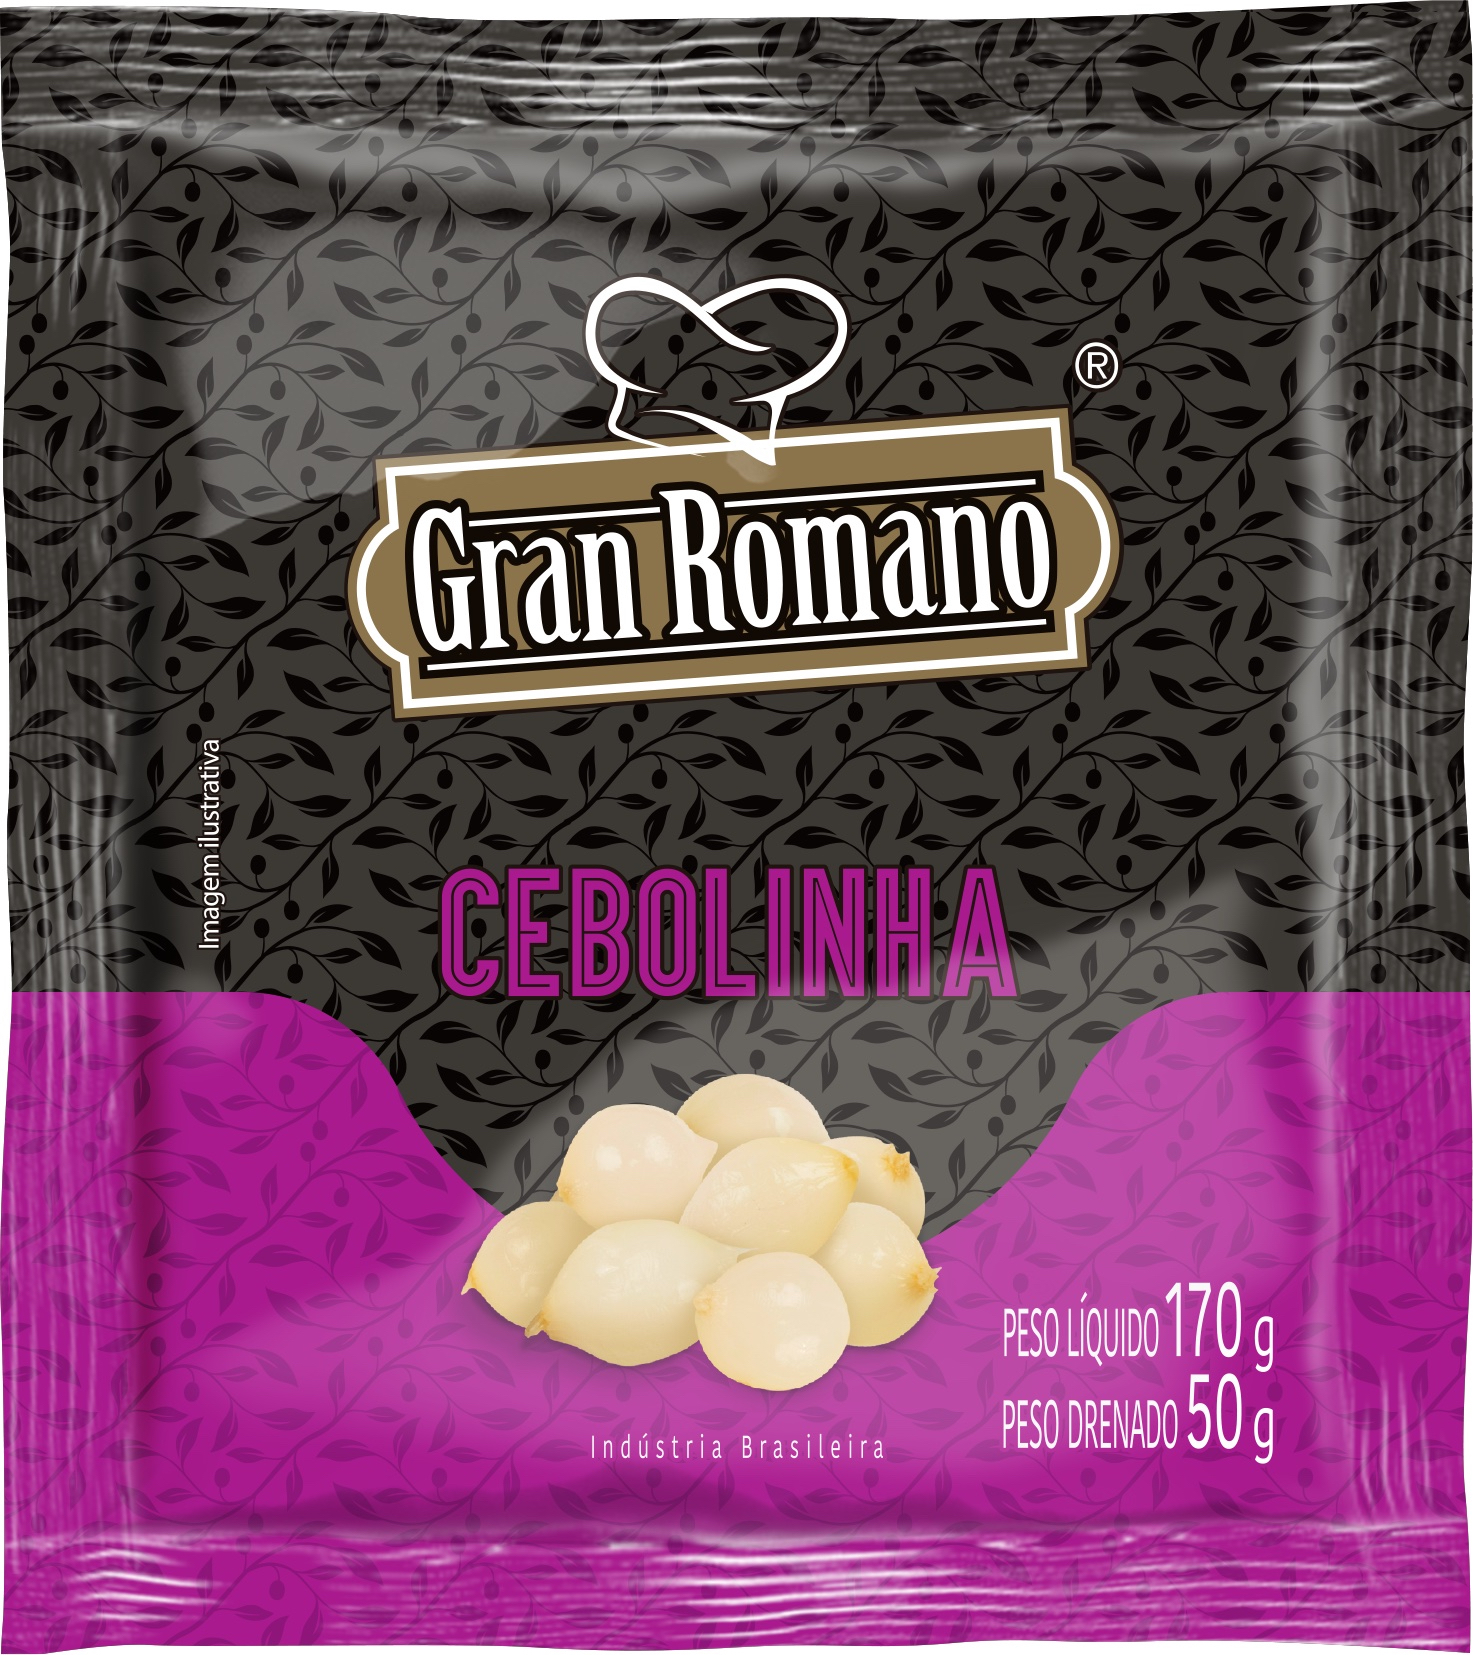 ®
Gran Romano
Imagem ilustrativa
CEBOLINHA
PESO LÍQUIDO 170 g
PESO DRENADO 50 g
Indústria Brasileira